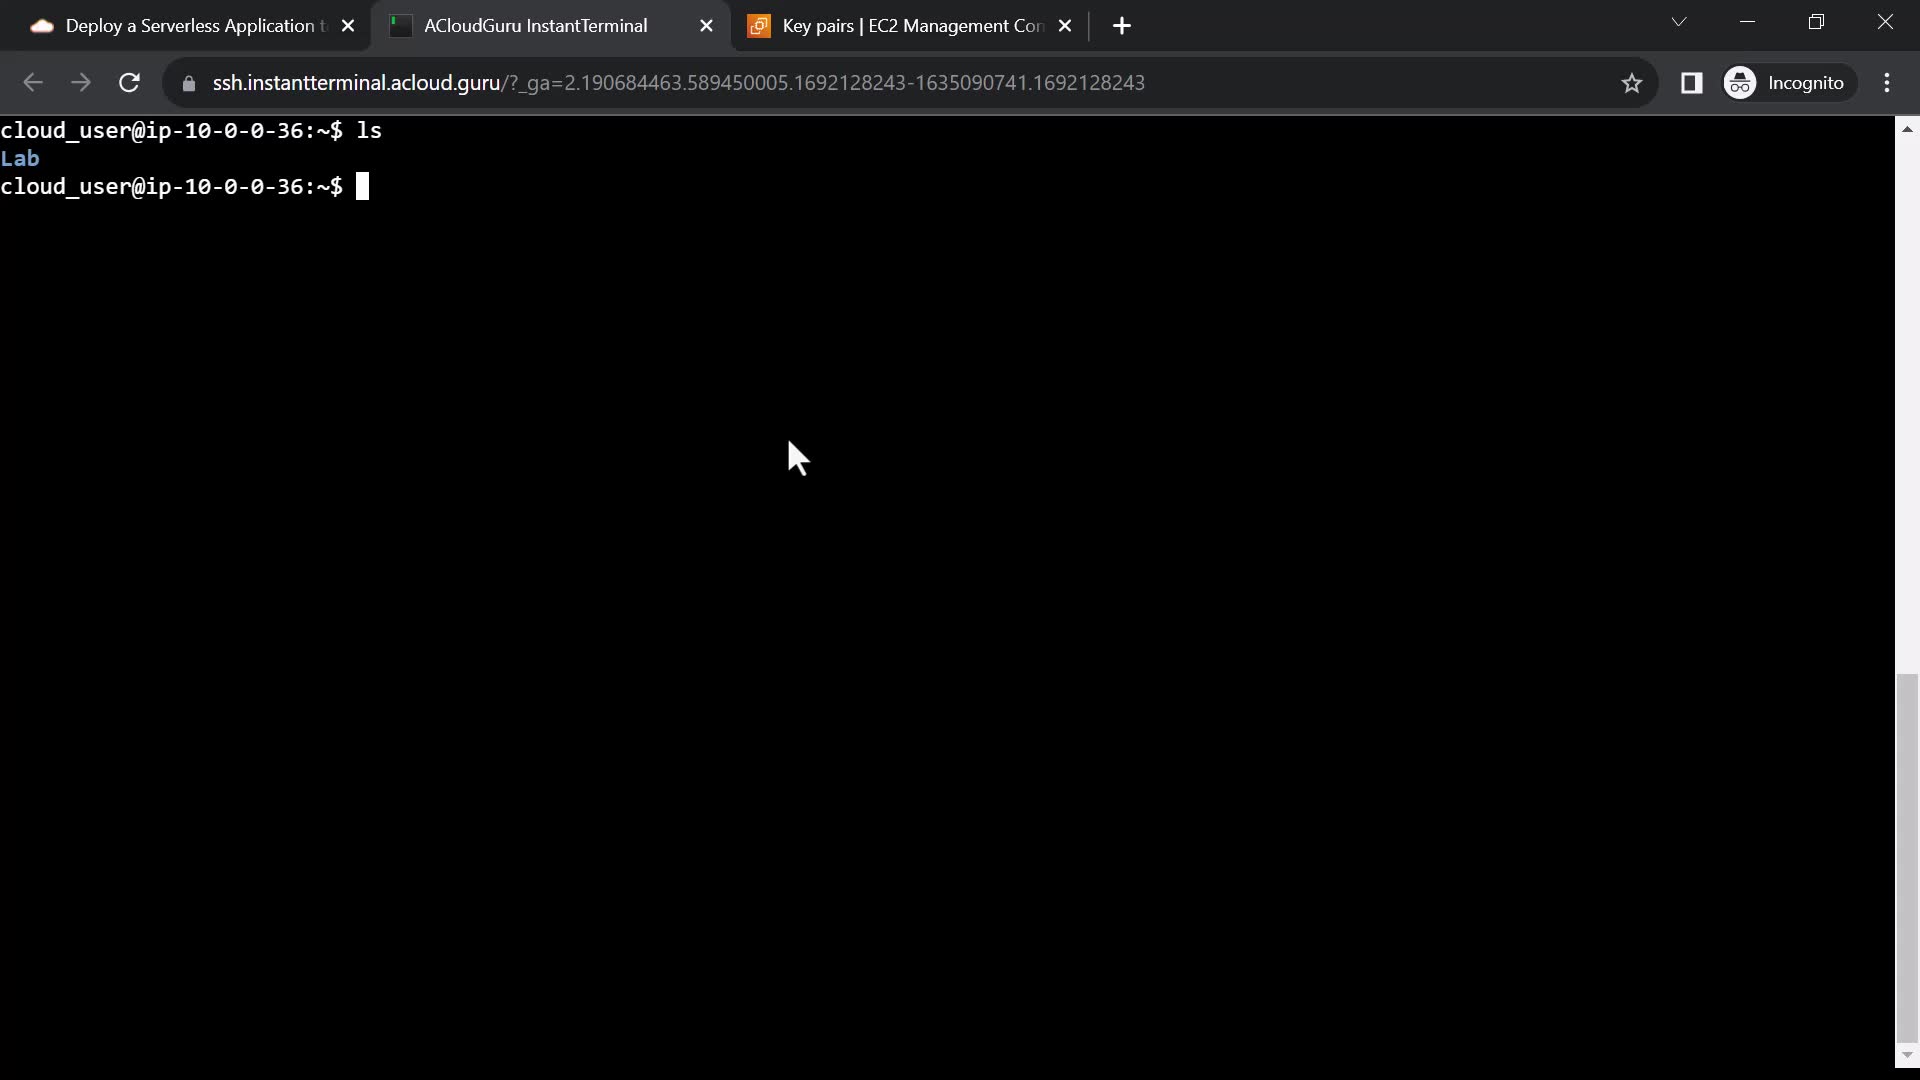 Deploy a Serverless Application t
ACloudGuru InstantTerminal
Key pairs | EC2 Management Con
ssh.instantterminal.acloud.guru/?_ga=2.190684463.589450005.1692128243-1635090741.1692128243
Incognito
cloud_user@ip-10-0-0-36:~$ ls
Lab
cloud_user@ip-10-0-0-36:~$